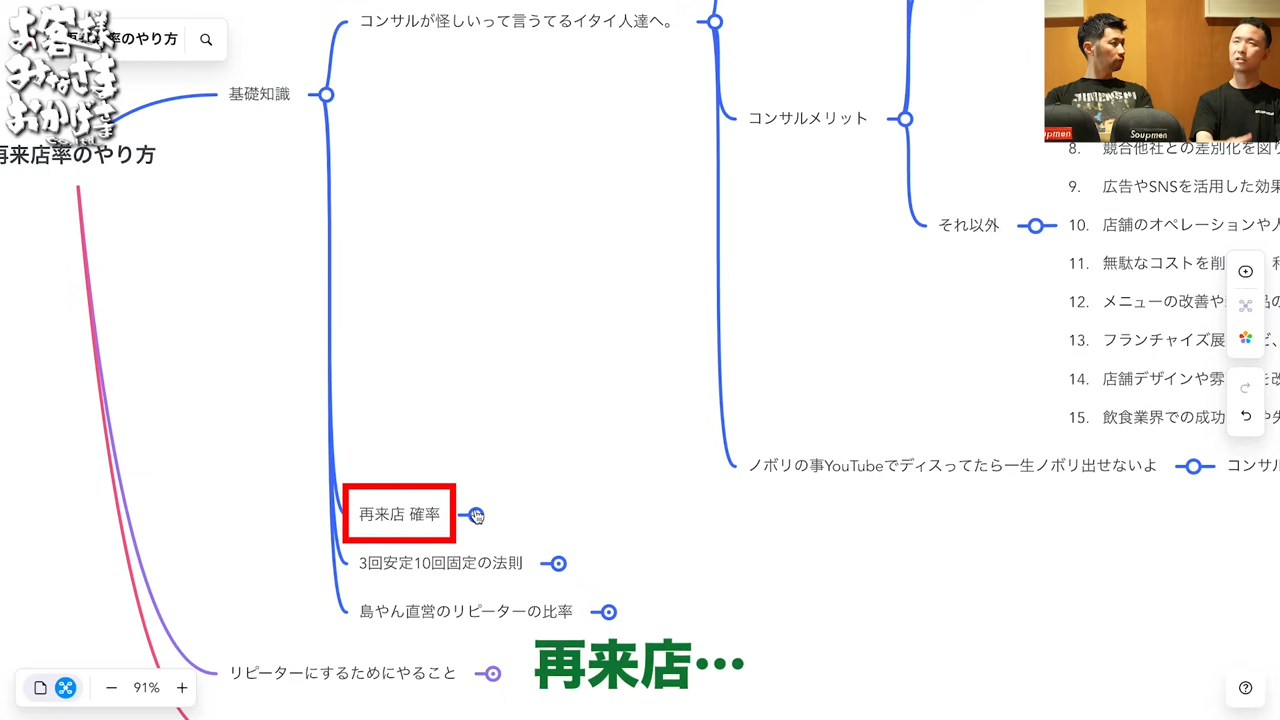 お客様
みなさま
おかげさま
再来店率のやり方
再来店率のやり方
基礎知識
コンサルが怪しいって言うてるイタイ人達へ。
コンサルメリット
それ以外
8. 競合他社との差別化を図り
9. 広告やSNSを活用した効果
10. 店舗のオペレーションや人
11. 無駄なコストを削
12. メニューの改善や
13. フランチャイズ展
14. 店舗デザインや雰
15. 飲食業界での成功
ノボリの事YouTubeでディスってたら一生ノボリ出せないよ
コンサル
再来店 確率
3回安定10回固定の法則
島やん直営のリピーターの比率
リピーターにするためにやること
再来店…
91%
Soupmen